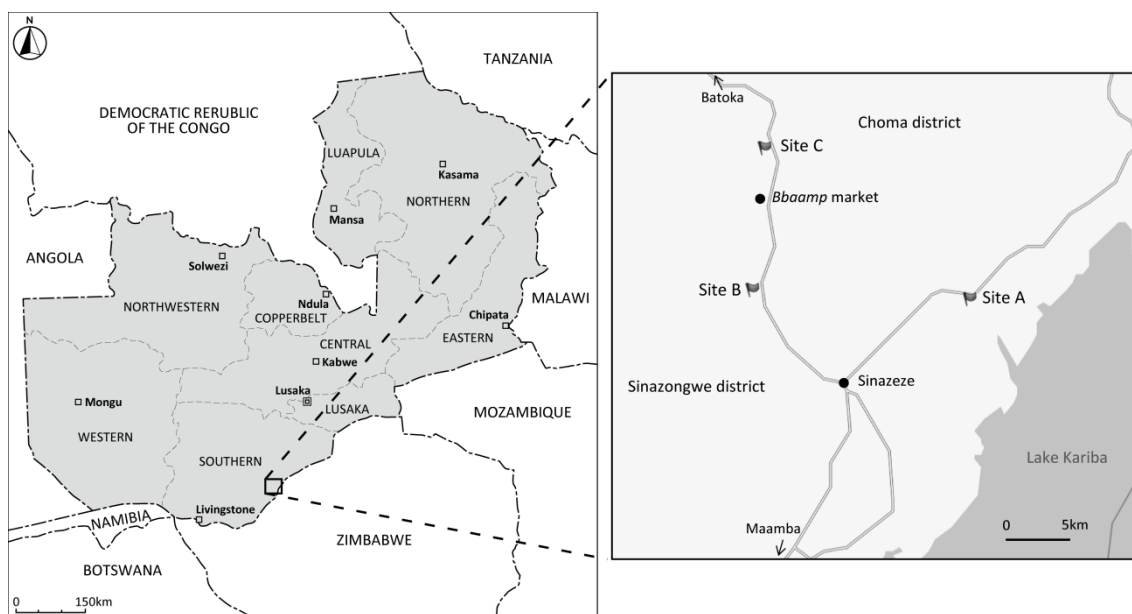 N
TANZANIA
DEMOCRATIC RERUBLIC
OF THE CONGO
LUAPULA
Kasama
NORTHERN
Mansa
ANGOLA
Solwezi
NORTHWESTERN
Ndula
COPPERBELT
MALAWI
Chipata
EASTERN
CENTRAL
Kabwe
Lusaka
LUSAKA
Mongu
WESTERN
MOZAMBIQUE
SOUTHERN
Livingstone
NAMIBIA
ZIMBABWE
BOTSWANA
0 150km
Batoka
Choma district
Site C
Bbaamp market
Site B
Site A
Sinazeze
Sinazongwe district
Lake Kariba
Maamba
0 5km